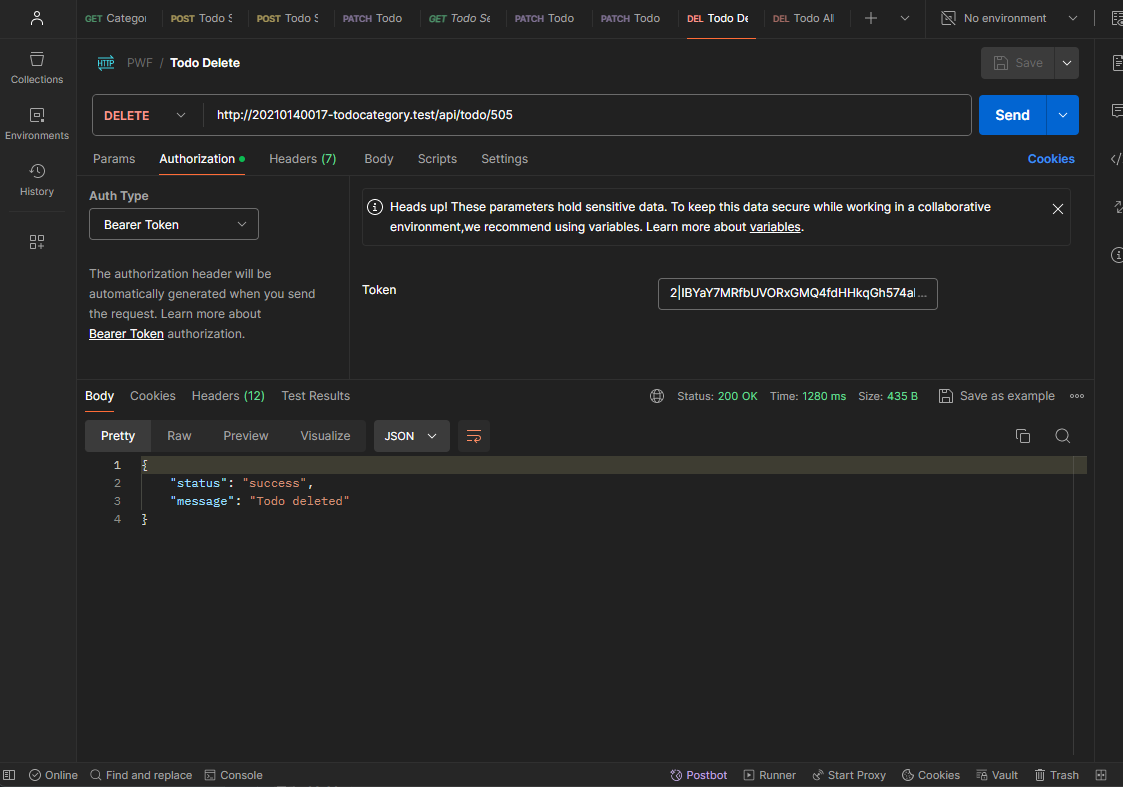 GET Categor
POST Todo S
POST Todo S
PATCH Todo
GET Todo Se
PATCH Todo
PATCH Todo
DEL Todo De
DEL Todo All
No environment
Collections
Environments
History
HTTP PWF / Todo Delete
Save
DELETE http://20210140017-todocategory.test/api/todo/505
Send
Params Authorization Headers (7) Body Scripts Settings Cookies
Auth Type
Bearer Token
The authorization header will be
automatically generated when you send
the request. Learn more about
Bearer Token authorization.
Heads up! These parameters hold sensitive data. To keep this data secure while working in a collaborative
environment,we recommend using variables. Learn more about variables.
Token
2|IBYaY7MRfbUVORxGMQ4fdHHkqGh574a...
Body Cookies Headers (12) Test Results
Status: 200 OK Time: 1280 ms Size: 435 B Save as example
Pretty Raw Preview Visualize JSON
1 {
2 "status": "success",
3 "message": "Todo deleted"
4 }
Online Find and replace Console Postbot Runner Start Proxy Cookies Vault Trash